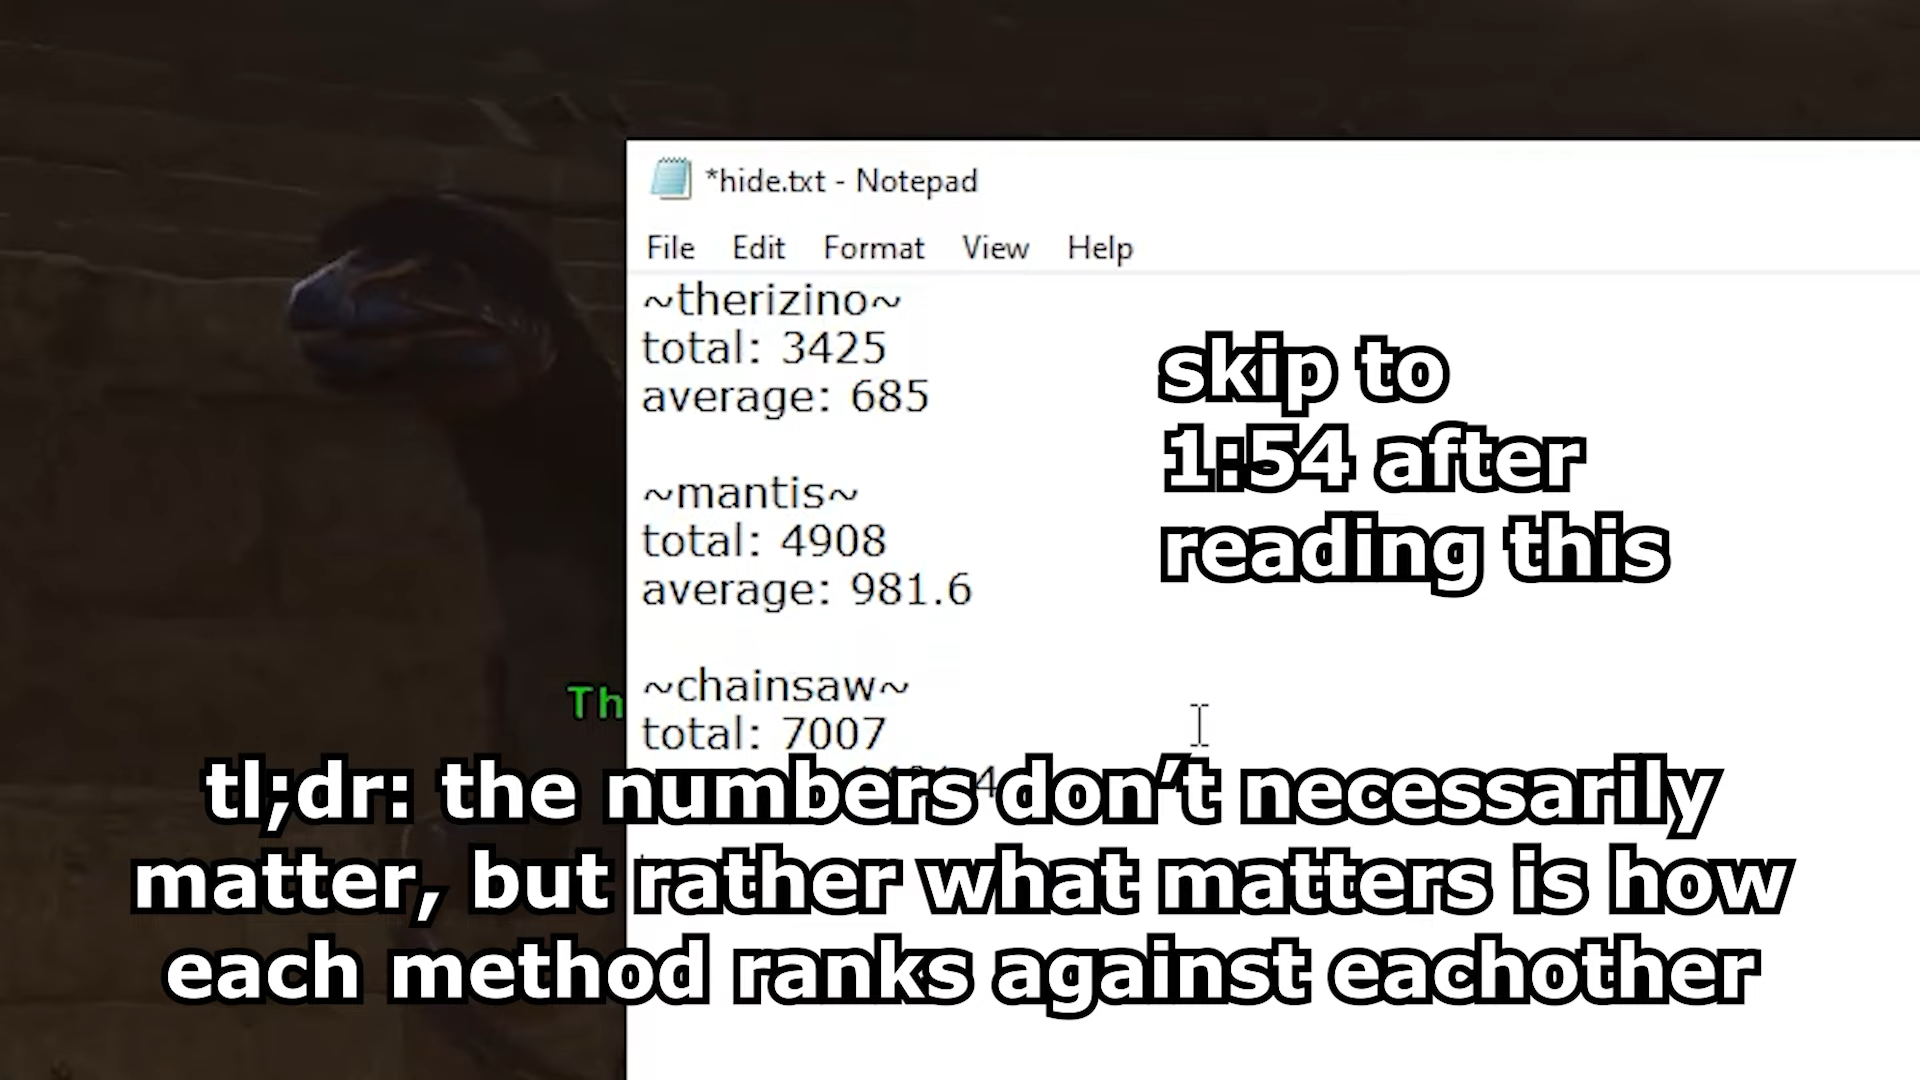 *hide.txt - Notepad
File Edit Format View Help
~therizino~
total: 3425
average: 685
skip to
1:54 after
reading this
~mantis~
total: 4908
average: 981.6
~chainsaw~
Th
total: 7007
tl;dr: the numbers don’t necessarily
matter, but rather what matters is how
each method ranks against eachother